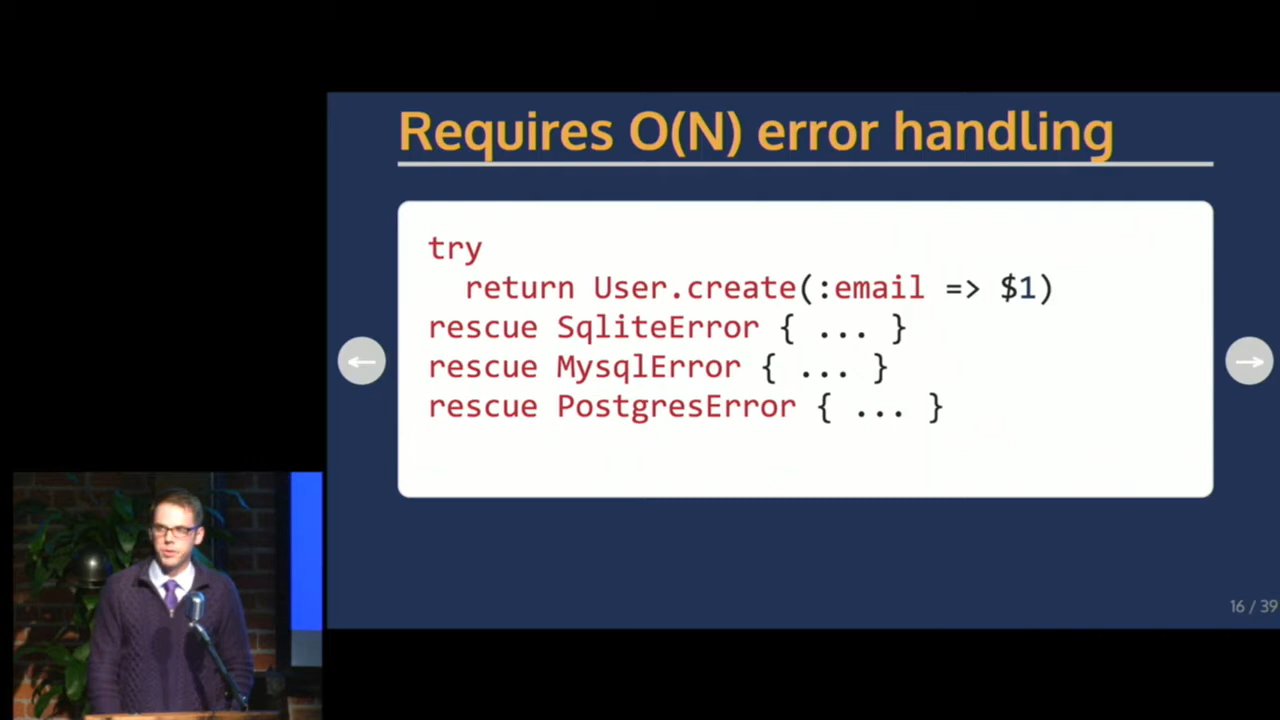 Requires O(N) error handling
try
return User.create(:email => $1)
rescue SqliteError { ... }
rescue MysqlError { ... }
rescue PostgresError { ... }
16 / 39